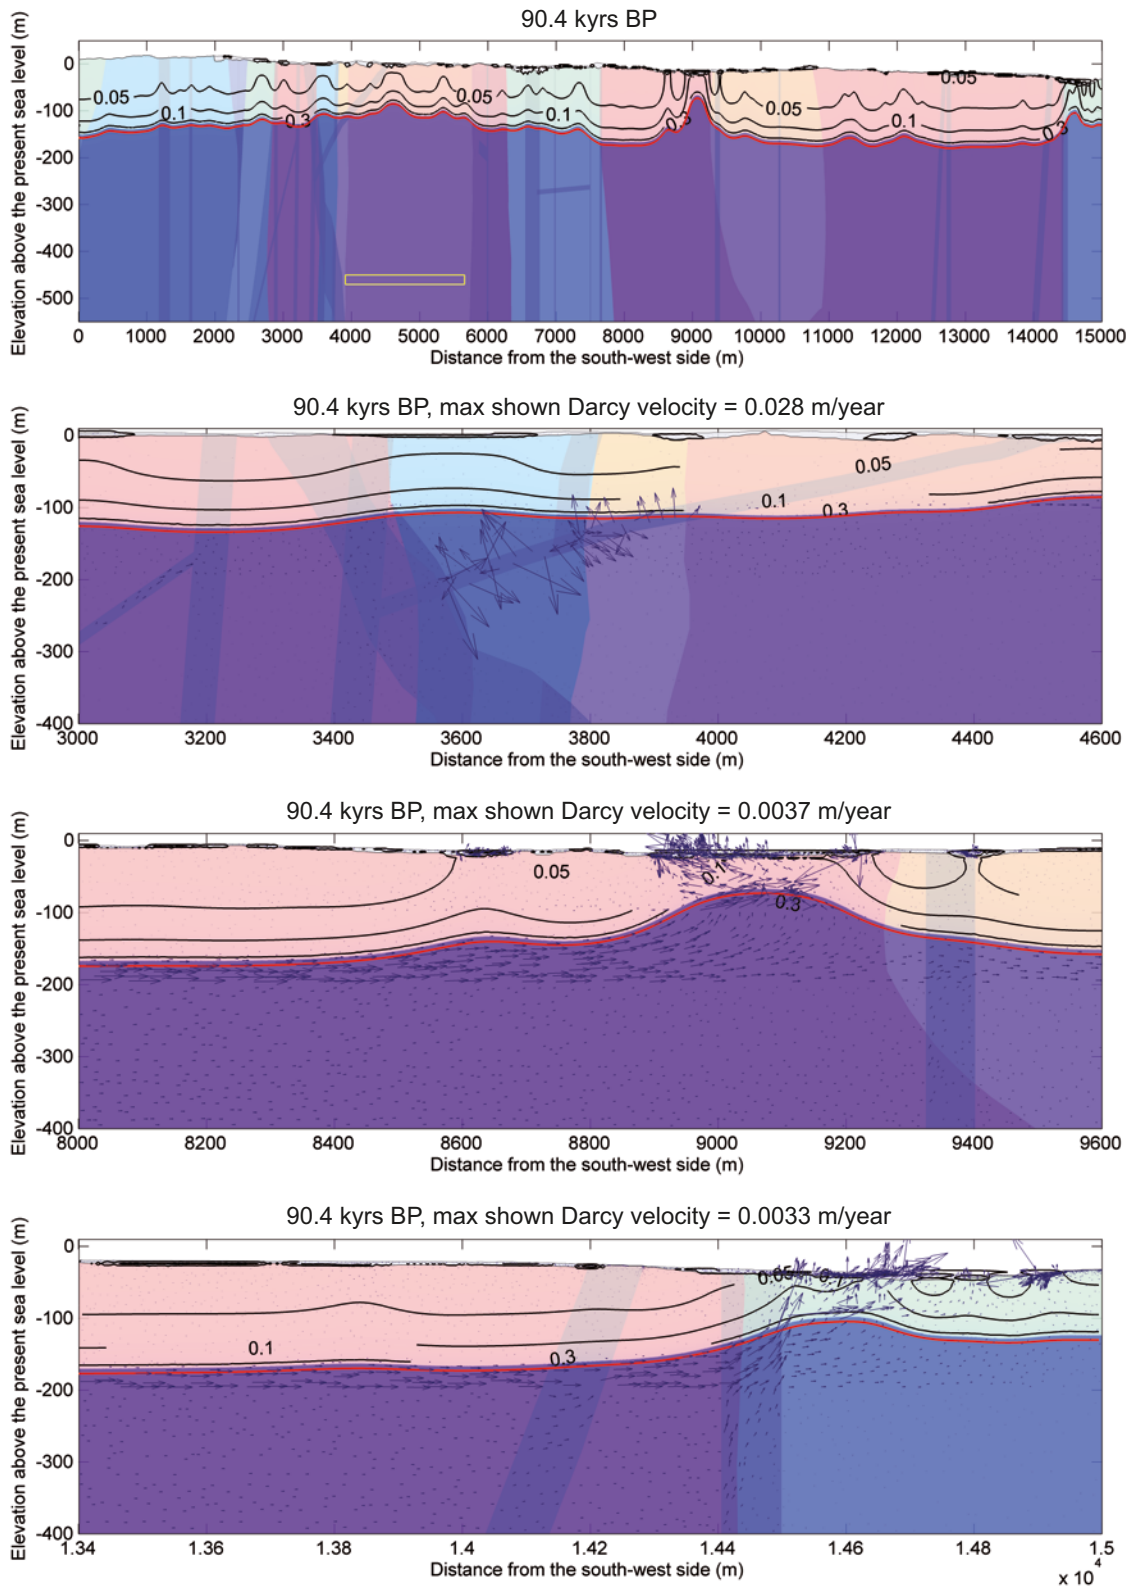 90.4 kyrs BP
Elevation above the present sea level (m)
0
-100
-200
-300
-400
-500
0.05
0.1
0.3
0.05
0.1
0.3
0.05
0.1
0.05
0.3
0 1000 2000 3000 4000 5000 6000 7000 8000 9000 10000 11000 12000 13000 14000 15000
Distance from the south-west side (m)
90.4 kyrs BP, max shown Darcy velocity = 0.028 m/year
Elevation above the present sea level (m)
0
-100
-200
-300
-400
0.05
0.1
0.3
3000 3200 3400 3600 3800 4000 4200 4400 4600
Distance from the south-west side (m)
90.4 kyrs BP, max shown Darcy velocity = 0.0037 m/year
Elevation above the present sea level (m)
0
-100
-200
-300
-400
0.05
0.1
0.3
8000 8200 8400 8600 8800 9000 9200 9400 9600
Distance from the south-west side (m)
90.4 kyrs BP, max shown Darcy velocity = 0.0033 m/year
Elevation above the present sea level (m)
0
-100
-200
-300
-400
0.05
0.1
0.3
1.34 1.36 1.38 1.4 1.42 1.44 1.46 1.48 1.5
Distance from the south-west side (m)
x 10⁴